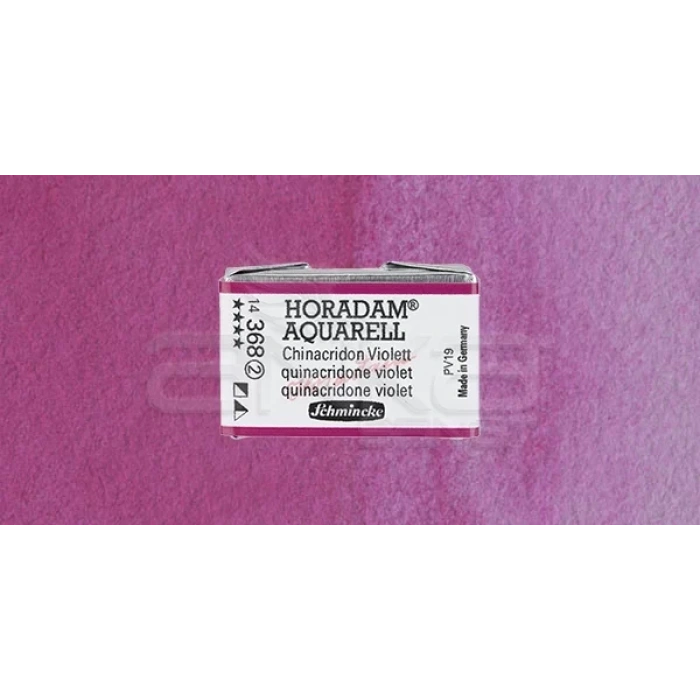 HORADAM®
AQUARELL
Chinacridon Violett
quinacridone violet
quinacridone violet
Schmincke
14 368 2
★★★★
PV19
Made in Germany